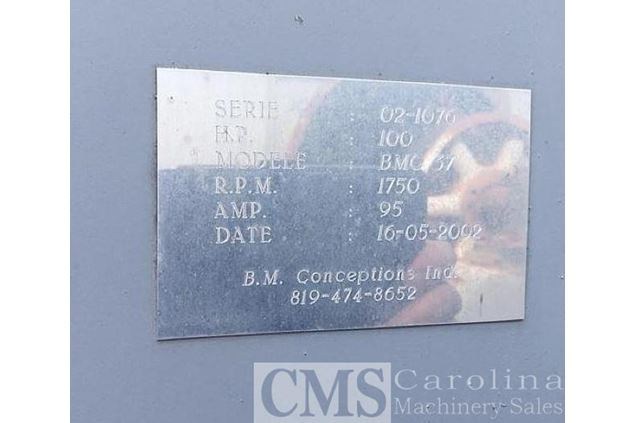 SERIE : 02-1076
H.P. : 100
MODELE : BMC 37
R.P.M. : 1750
AMP. : 95
DATE : 16-05-2002
B.M. Conceptions Inc.
819-474-8652
CMS Carolina
Machinery Sales